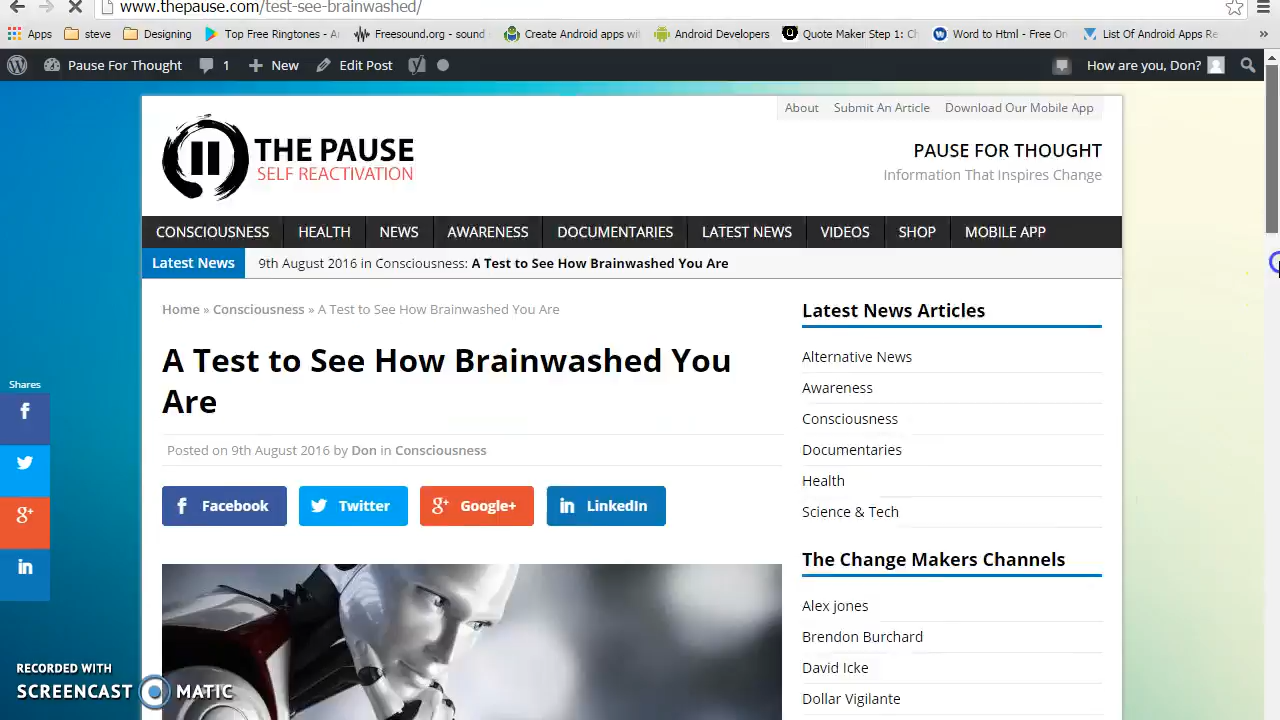 www.thepause.com/test-see-brainwashed/
Apps steve Designing Top Free Ringtones - Freesound.org - sound Create Android apps Android Developers Quote Maker Step 1: Word to Html - Free List Of Android Apps »
Pause For Thought 1 New Edit Post How are you, Don?
About Submit An Article Download Our Mobile App
THE PAUSE
SELF REACTIVATION
PAUSE FOR THOUGHT
Information That Inspires Change
CONSCIOUSNESS HEALTH NEWS AWARENESS DOCUMENTARIES LATEST NEWS VIDEOS SHOP MOBILE APP
Latest News 9th August 2016 in Consciousness: A Test to See How Brainwashed You Are
Home » Consciousness » A Test to See How Brainwashed You Are
A Test to See How Brainwashed You
Are
Posted on 9th August 2016 by Don in Consciousness
Shares
Facebook Twitter Google+ LinkedIn
Latest News Articles
Alternative News
Awareness
Consciousness
Documentaries
Health
Science & Tech
The Change Makers Channels
Alex jones
Brendon Burchard
David Icke
Dollar Vigilante
RECORDED WITH
SCREENCAST MATIC